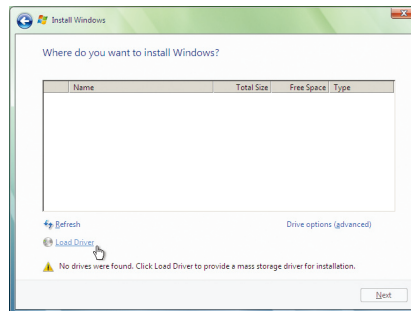 Install Windows
Where do you want to install Windows?
Name Total Size Free Space Type
Refresh Drive options (advanced)
Load Driver
No drives were found. Click Load Driver to provide a mass storage driver for installation.
Next